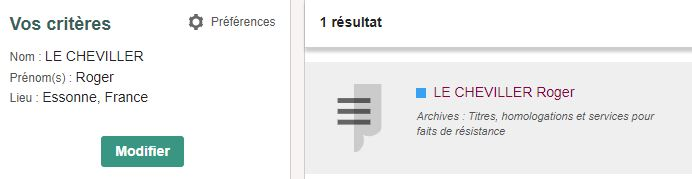 Vos critères
Préférences
Nom : LE CHEVILLER
Prénom(s) : Roger
Lieu : Essonne, France
Modifier
1 résultat
LE CHEVILLER Roger
Archives : Titres, homologations et services pour
faits de résistance